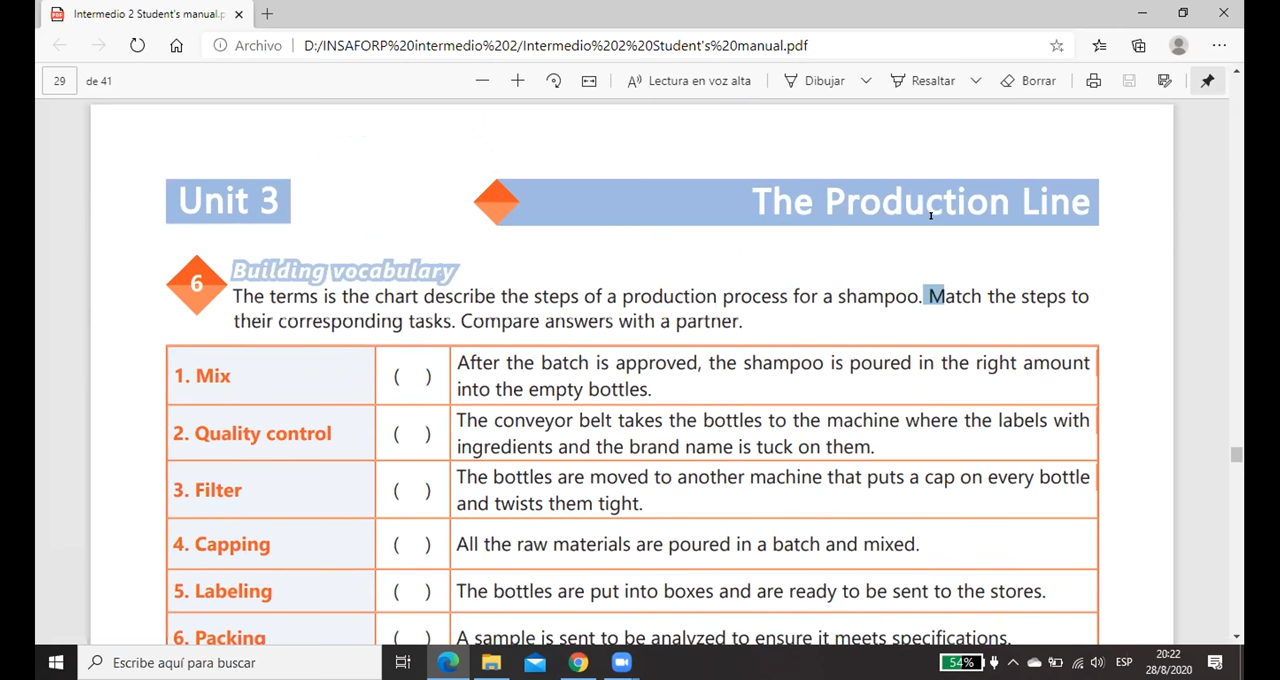 Intermedio 2 Student's manual.p
Archivo D:/INSAFORP%20intermedio%202/Intermedio%202%20Student's%20manual.pdf
29 de 41 Lectura en voz alta Dibujar Resaltar Borrar
Unit 3 The Production Line
6 Building vocabulary
The terms is the chart describe the steps of a production process for a shampoo. Match the steps to
their corresponding tasks. Compare answers with a partner.
1. Mix ( ) After the batch is approved, the shampoo is poured in the right amount
into the empty bottles.
2. Quality control ( ) The conveyor belt takes the bottles to the machine where the labels with
ingredients and the brand name is tuck on them.
3. Filter ( ) The bottles are moved to another machine that puts a cap on every bottle
and twists them tight.
4. Capping ( ) All the raw materials are poured in a batch and mixed.
5. Labeling ( ) The bottles are put into boxes and are ready to be sent to the stores.
6. Packing ( ) A sample is sent to be analyzed to ensure it meets specifications.
Escribe aquí para buscar 54% ESP 20:22
28/8/2020